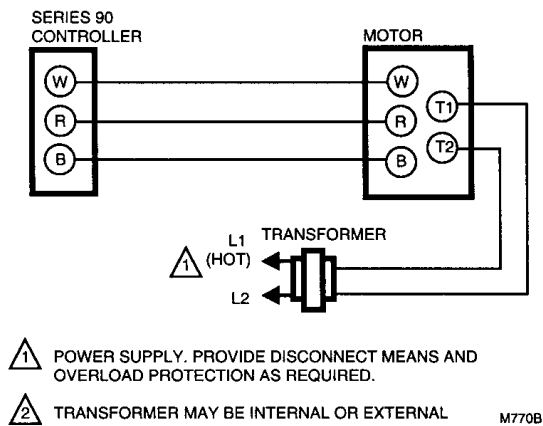 SERIES 90
CONTROLLER
MOTOR
W
W
T1
R
R
T2
B
B
TRANSFORMER
L1
(HOT)
1
L2
1 POWER SUPPLY. PROVIDE DISCONNECT MEANS AND
OVERLOAD PROTECTION AS REQUIRED.
2 TRANSFORMER MAY BE INTERNAL OR EXTERNAL
M770B